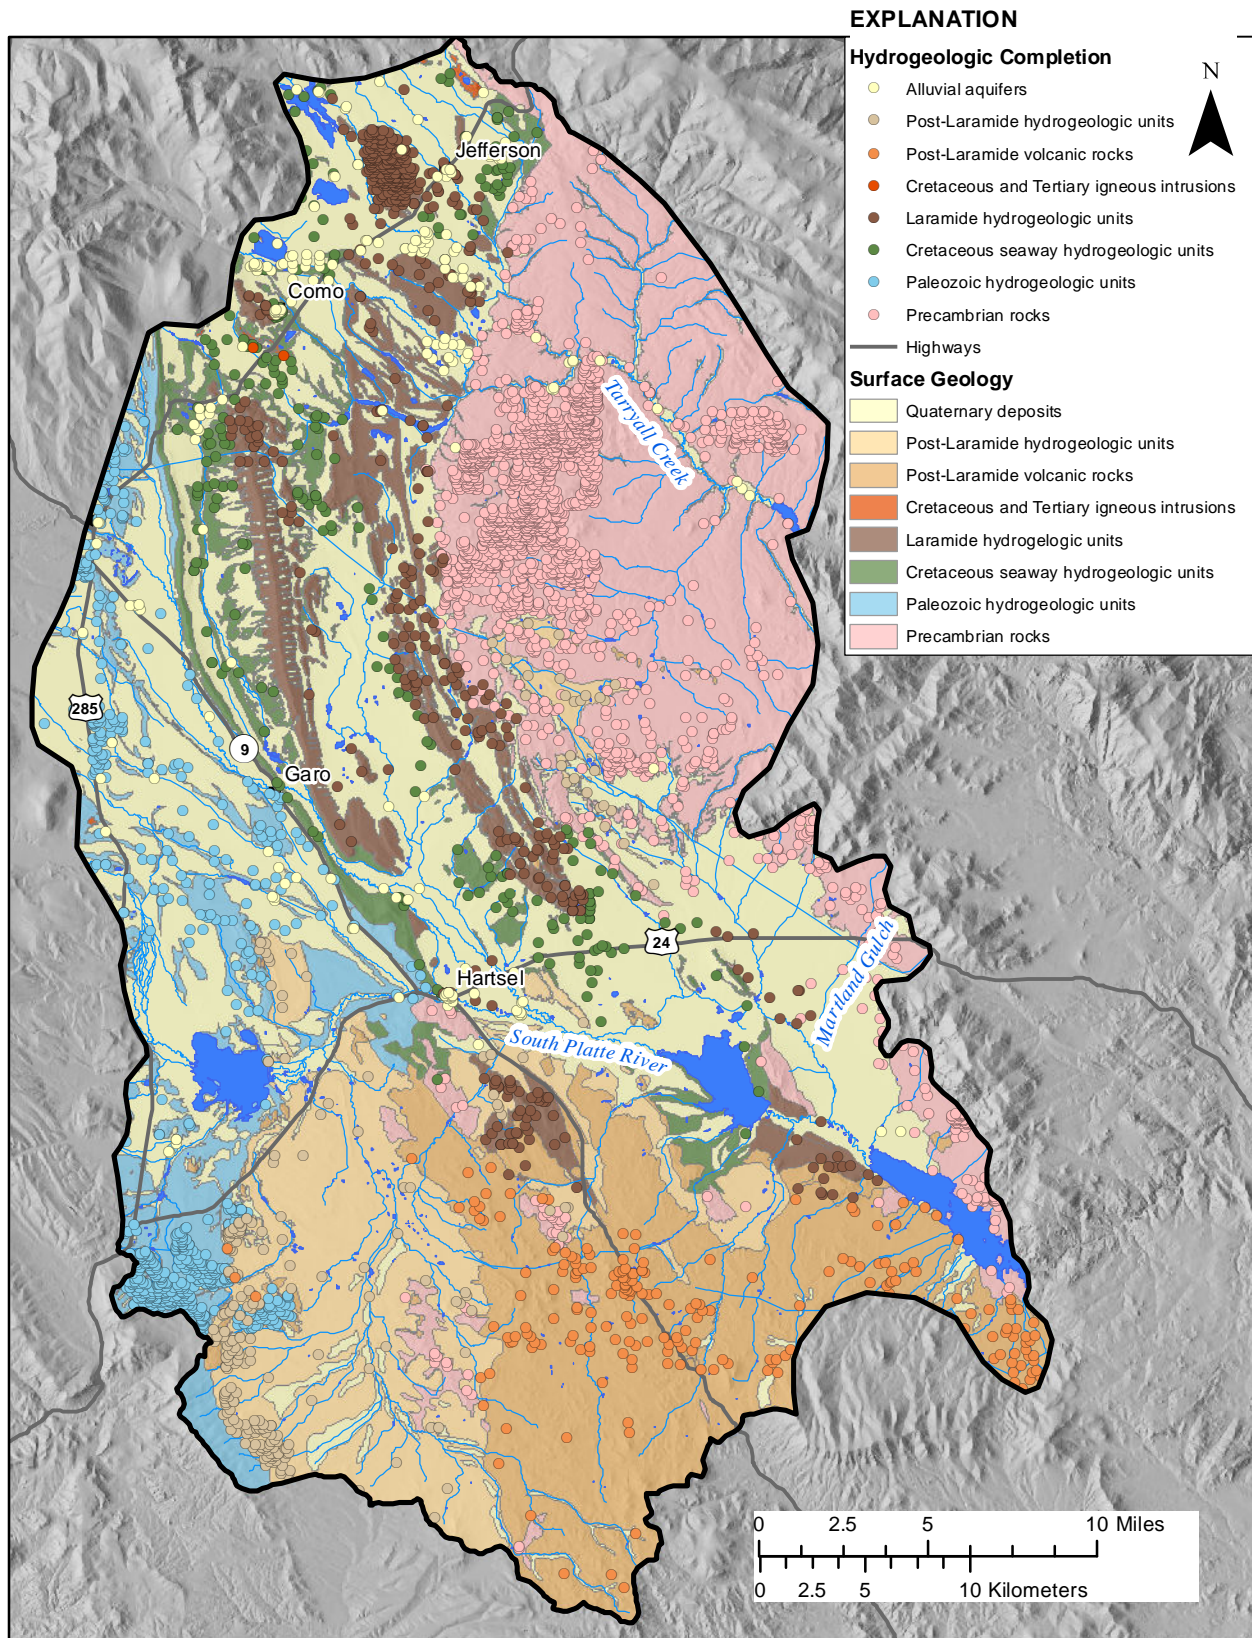 EXPLANATION
Hydrogeologic Completion
N
Alluvial aquifers
Post-Laramide hydrogeologic units
Post-Laramide volcanic rocks
Cretaceous and Tertiary igneous intrusions
Laramide hydrogeologic units
Cretaceous seaway hydrogeologic units
Paleozoic hydrogeologic units
Precambrian rocks
Highways
Surface Geology
Quaternary deposits
Post-Laramide hydrogeologic units
Post-Laramide volcanic rocks
Cretaceous and Tertiary igneous intrusions
Laramide hydrogelogic units
Cretaceous seaway hydrogeologic units
Paleozoic hydrogeologic units
Precambrian rocks
Jefferson
Como
Tarryall Creek
285
9
Garo
24
Hartsel
Martland Gulch
South Platte River
0 2.5 5 10 Miles
0 2.5 5 10 Kilometers